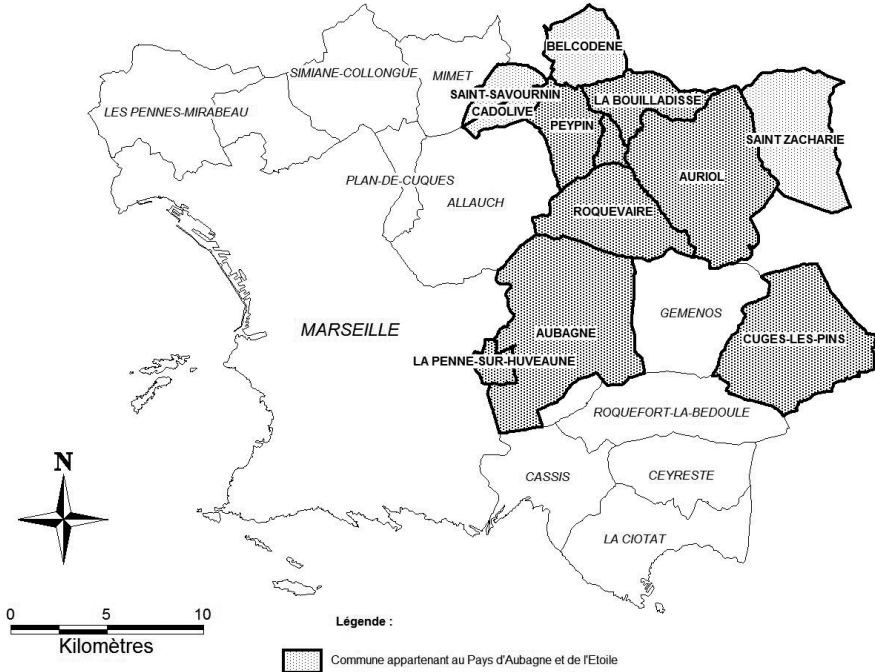 BELCODENE
SIMIANE-COLLONGUE
MIMET
SAINT-SAVOURNIN
LA BOUILLADISSE
LES PENNES-MIRABEAU
CADOLIVE
PEYPIN
SAINT ZACHARIE
PLAN-DE-CUQUES
AURIOL
ALLAUCH
ROQUEVAIRE
GEMENOS
MARSEILLE
AUBAGNE
CUGES-LES-PINS
LA PENNE-SUR-HUVEAUNE
ROQUEFORT-LA-BEDOULE
N
CASSIS
CEYRESTE
LA CIOTAT
0 5 10
Kilomètres
Légende :
Commune appartenant au Pays d'Aubagne et de l'Etoile